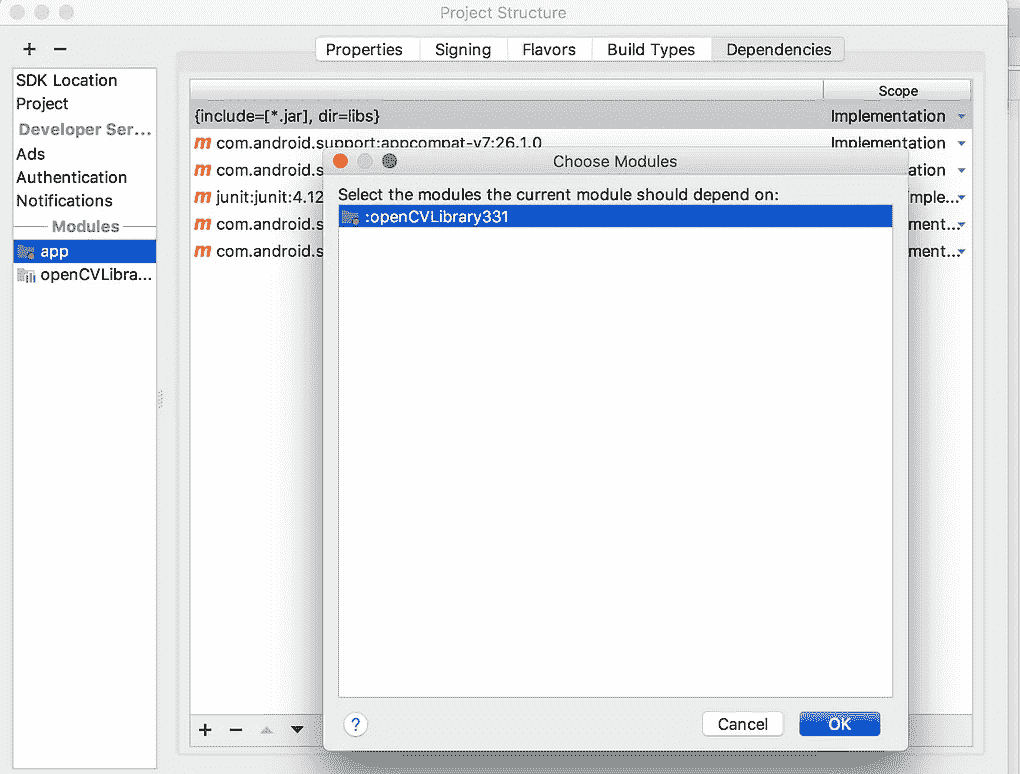 Project Structure
+ −
Properties Signing Flavors Build Types Dependencies
SDK Location
Project
Developer Ser...
Ads
Authentication
Notifications
Modules
app
openCVLibra...
Scope
{include=[*.jar], dir=libs} Implementation
m com.android.support:appcompat-v7:26.1.0 Implementation
m com.android.s ation
m junit:junit:4.12 mple...
m com.android.s ment...
m com.android.s ment...
Choose Modules
Select the modules the current module should depend on:
:openCVLibrary331
? Cancel OK
+ −